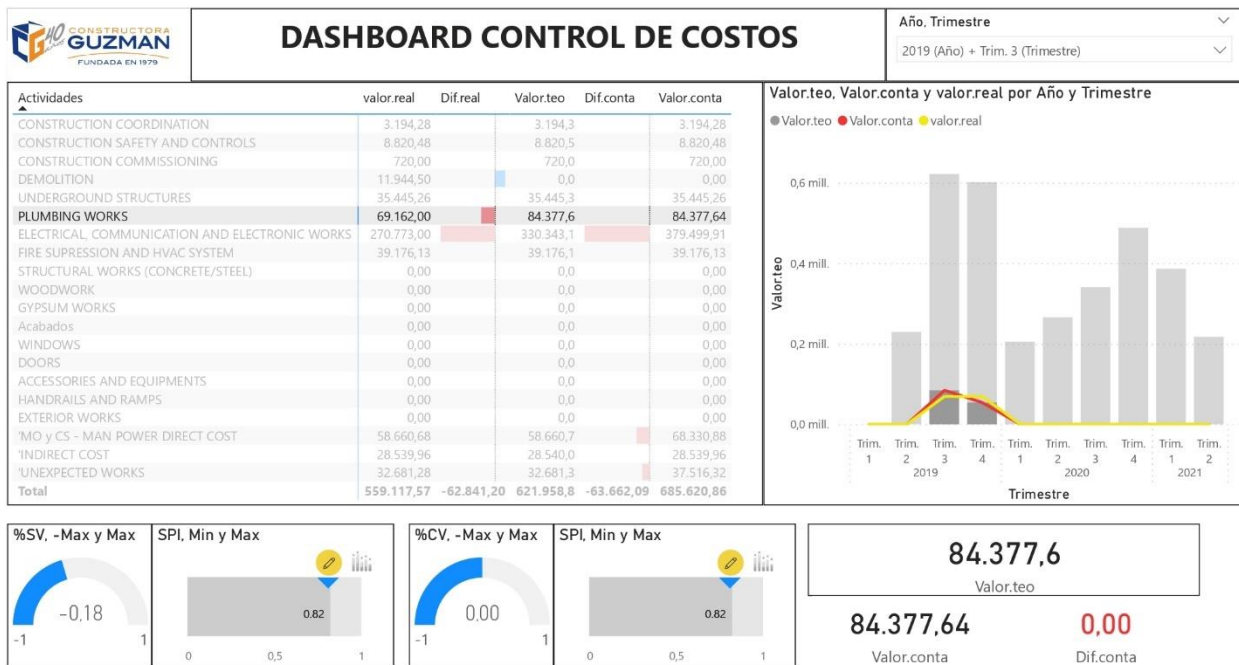 40
CG
CONSTRUCTORA
GUZMAN
FUNDADA EN 1979
DASHBOARD CONTROL DE COSTOS
Año, Trimestre
2019 (Año) + Trim. 3 (Trimestre)
Actividades valor.real Dif.real Valor.teo Dif.conta Valor.conta
CONSTRUCTION COORDINATION 3.194,28 3.194,3 3.194,28
CONSTRUCTION SAFETY AND CONTROLS 8.820,48 8.820,5 8.820,48
CONSTRUCTION COMMISSIONING 720,00 720,0 720,00
DEMOLITION 11.944,50 0,0 0,00
UNDERGROUND STRUCTURES 35.445,26 35.445,3 35.445,26
PLUMBING WORKS 69.162,00 84.377,6 84.377,64
ELECTRICAL, COMMUNICATION AND ELECTRONIC WORKS 270.773,00 330.343,1 379.499,91
FIRE SUPRESSION AND HVAC SYSTEM 39.176,13 39.176,1 39.176,13
STRUCTURAL WORKS (CONCRETE/STEEL) 0,00 0,0 0,00
WOODWORK 0,00 0,0 0,00
GYPSUM WORKS 0,00 0,0 0,00
Acabados 0,00 0,0 0,00
WINDOWS 0,00 0,0 0,00
DOORS 0,00 0,0 0,00
ACCESSORIES AND EQUIPMENTS 0,00 0,0 0,00
HANDRAILS AND RAMPS 0,00 0,0 0,00
EXTERIOR WORKS 0,00 0,0 0,00
'MO y CS - MAN POWER DIRECT COST 58.660,68 58.660,7 68.330,88
'INDIRECT COST 28.539,96 28.540,0 28.539,96
'UNEXPECTED WORKS 32.681,28 32.681,3 37.516,32
Total 559.117,57 -62.841,20 621.958,8 -63.662,09 685.620,86
Valor.teo, Valor.conta y valor.real por Año y Trimestre
Valor.teo Valor.conta valor.real
Valor.teo
0,6 mill.
0,4 mill.
0,2 mill.
0,0 mill.
Trim. Trim. Trim. Trim. Trim. Trim. Trim. Trim. Trim.
1 2 3 4 1 2 3 4 1 2
2019 2020 2021
Trimestre
%SV, -Max y Max
-0,18
-1 1
SPI, Min y Max
0.82
0 0,5 1
%CV, -Max y Max
0,00
-1 1
SPI, Min y Max
0.82
0 0,5 1
84.377,6
Valor.teo
84.377,64 0,00
Valor.conta Dif.conta